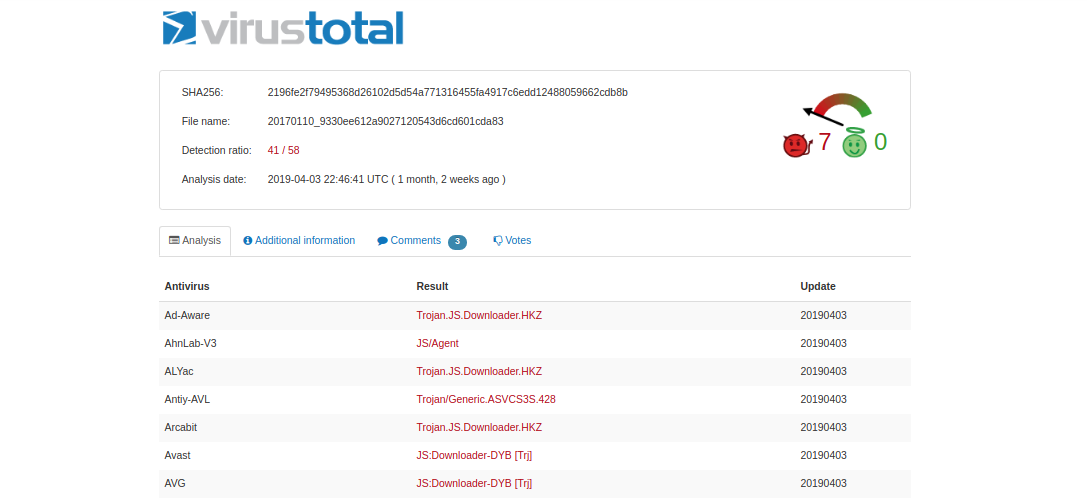 virustotal
SHA256: 2196fe2f79495368d26102d5d54a771316455fa4917c6edd12488059662cdb8b
File name: 20170110_9330ee612a9027120543d6cd601cda83
Detection ratio: 41 / 58
Analysis date: 2019-04-03 22:46:41 UTC ( 1 month, 2 weeks ago )
7 0
Analysis Additional information Comments 3 Votes
Antivirus Result Update
Ad-Aware Trojan.JS.Downloader.HKZ 20190403
AhnLab-V3 JS/Agent 20190403
ALYac Trojan.JS.Downloader.HKZ 20190403
Antiy-AVL Trojan/Generic.ASVCS3S.428 20190403
Arcabit Trojan.JS.Downloader.HKZ 20190403
Avast JS:Downloader-DYB [Trj] 20190403
AVG JS:Downloader-DYB [Trj] 20190403